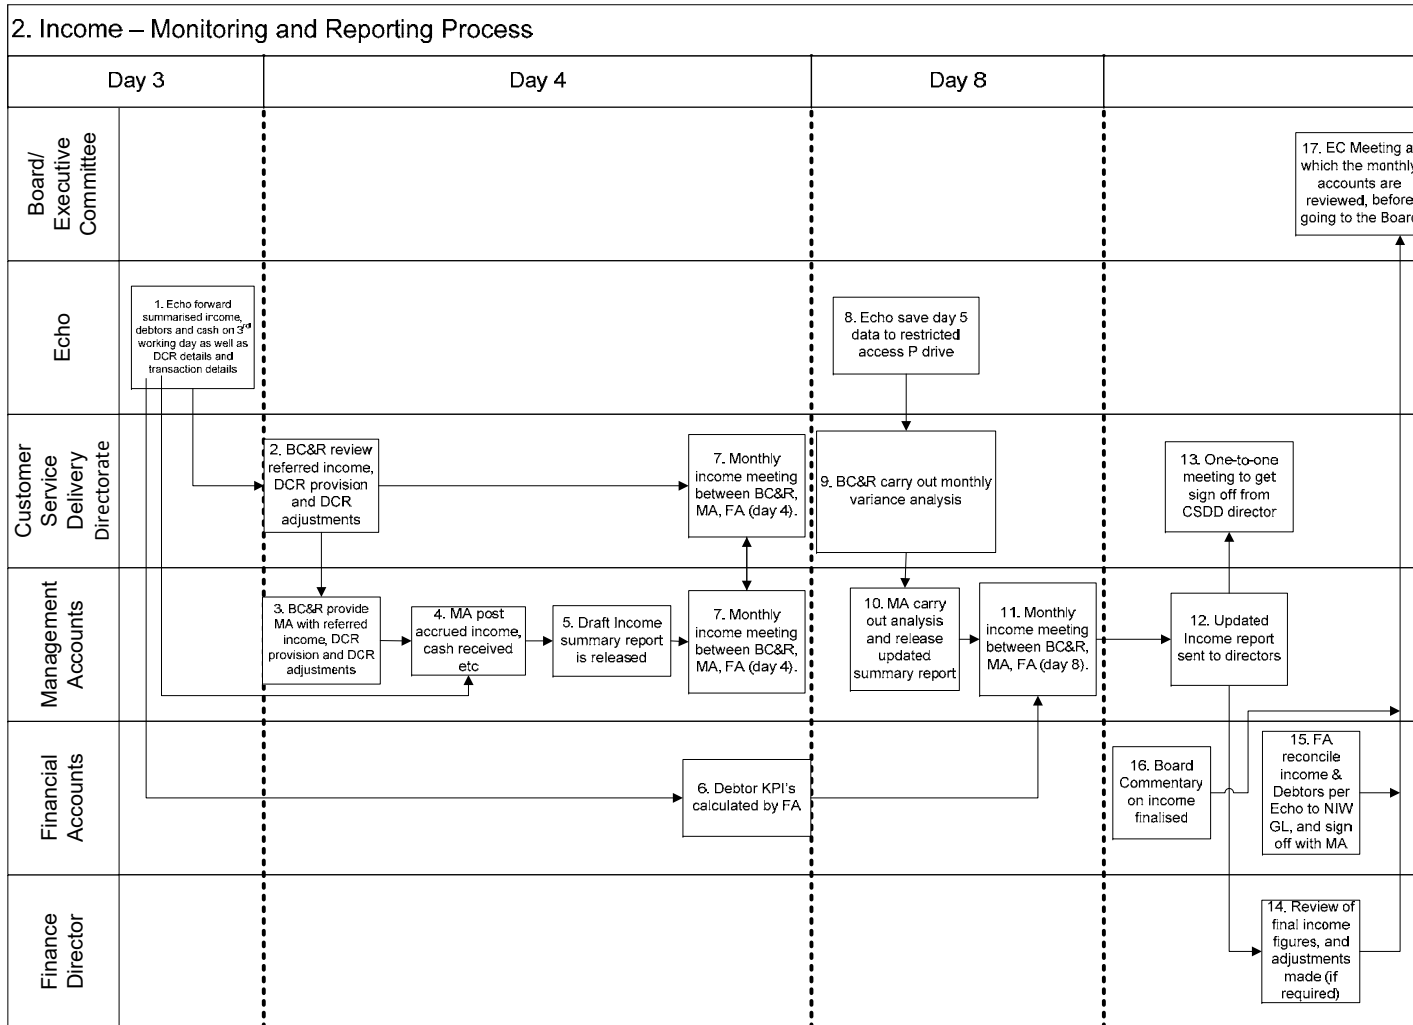 2. Income – Monitoring and Reporting Process
Day 3
Day 4
Day 8
Board/
Executive
Committee
17. EC Meeting a
which the monthly
accounts are
reviewed, before
going to the Board
Echo
1. Echo forward
summarised income,
debtors and cash on 3rd
working day as well as
DCR details and
transaction details
8. Echo save day 5
data to restricted
access P drive
Customer
Service
Delivery
Directorate
2. BC&R review
referred income,
DCR provision
and DCR
adjustments
7. Monthly
income meeting
between BC&R,
MA, FA (day 4).
9. BC&R carry out monthly
variance analysis
13. One-to-one
meeting to get
sign off from
CSDD director
Management
Accounts
3. BC&R provide
MA with referred
income, DCR
provision and DCR
adjustments
4. MA post
accrued income,
cash received
etc
5. Draft Income
summary report
is released
7. Monthly
income meeting
between BC&R,
MA, FA (day 4).
10. MA carry
out analysis
and release
updated
summary report
11. Monthly
income meeting
between BC&R,
MA, FA (day 8).
12. Updated
Income report
sent to directors
Financial
Accounts
6. Debtor KPI's
calculated by FA
16. Board
Commentary
on income
finalised
15. FA
reconcile
income &
Debtors per
Echo to NIW
GL, and sign
off with MA
Finance
Director
14. Review of
final income
figures, and
adjustments
made (if
required)